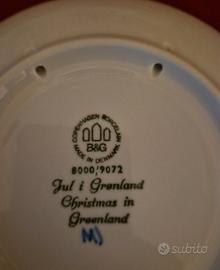 COPENHAGEN PORCELAIN
B&G
MADE IN DENMARK
8000/9072
Jul i Grønland
Christmas in
Greenland
subito